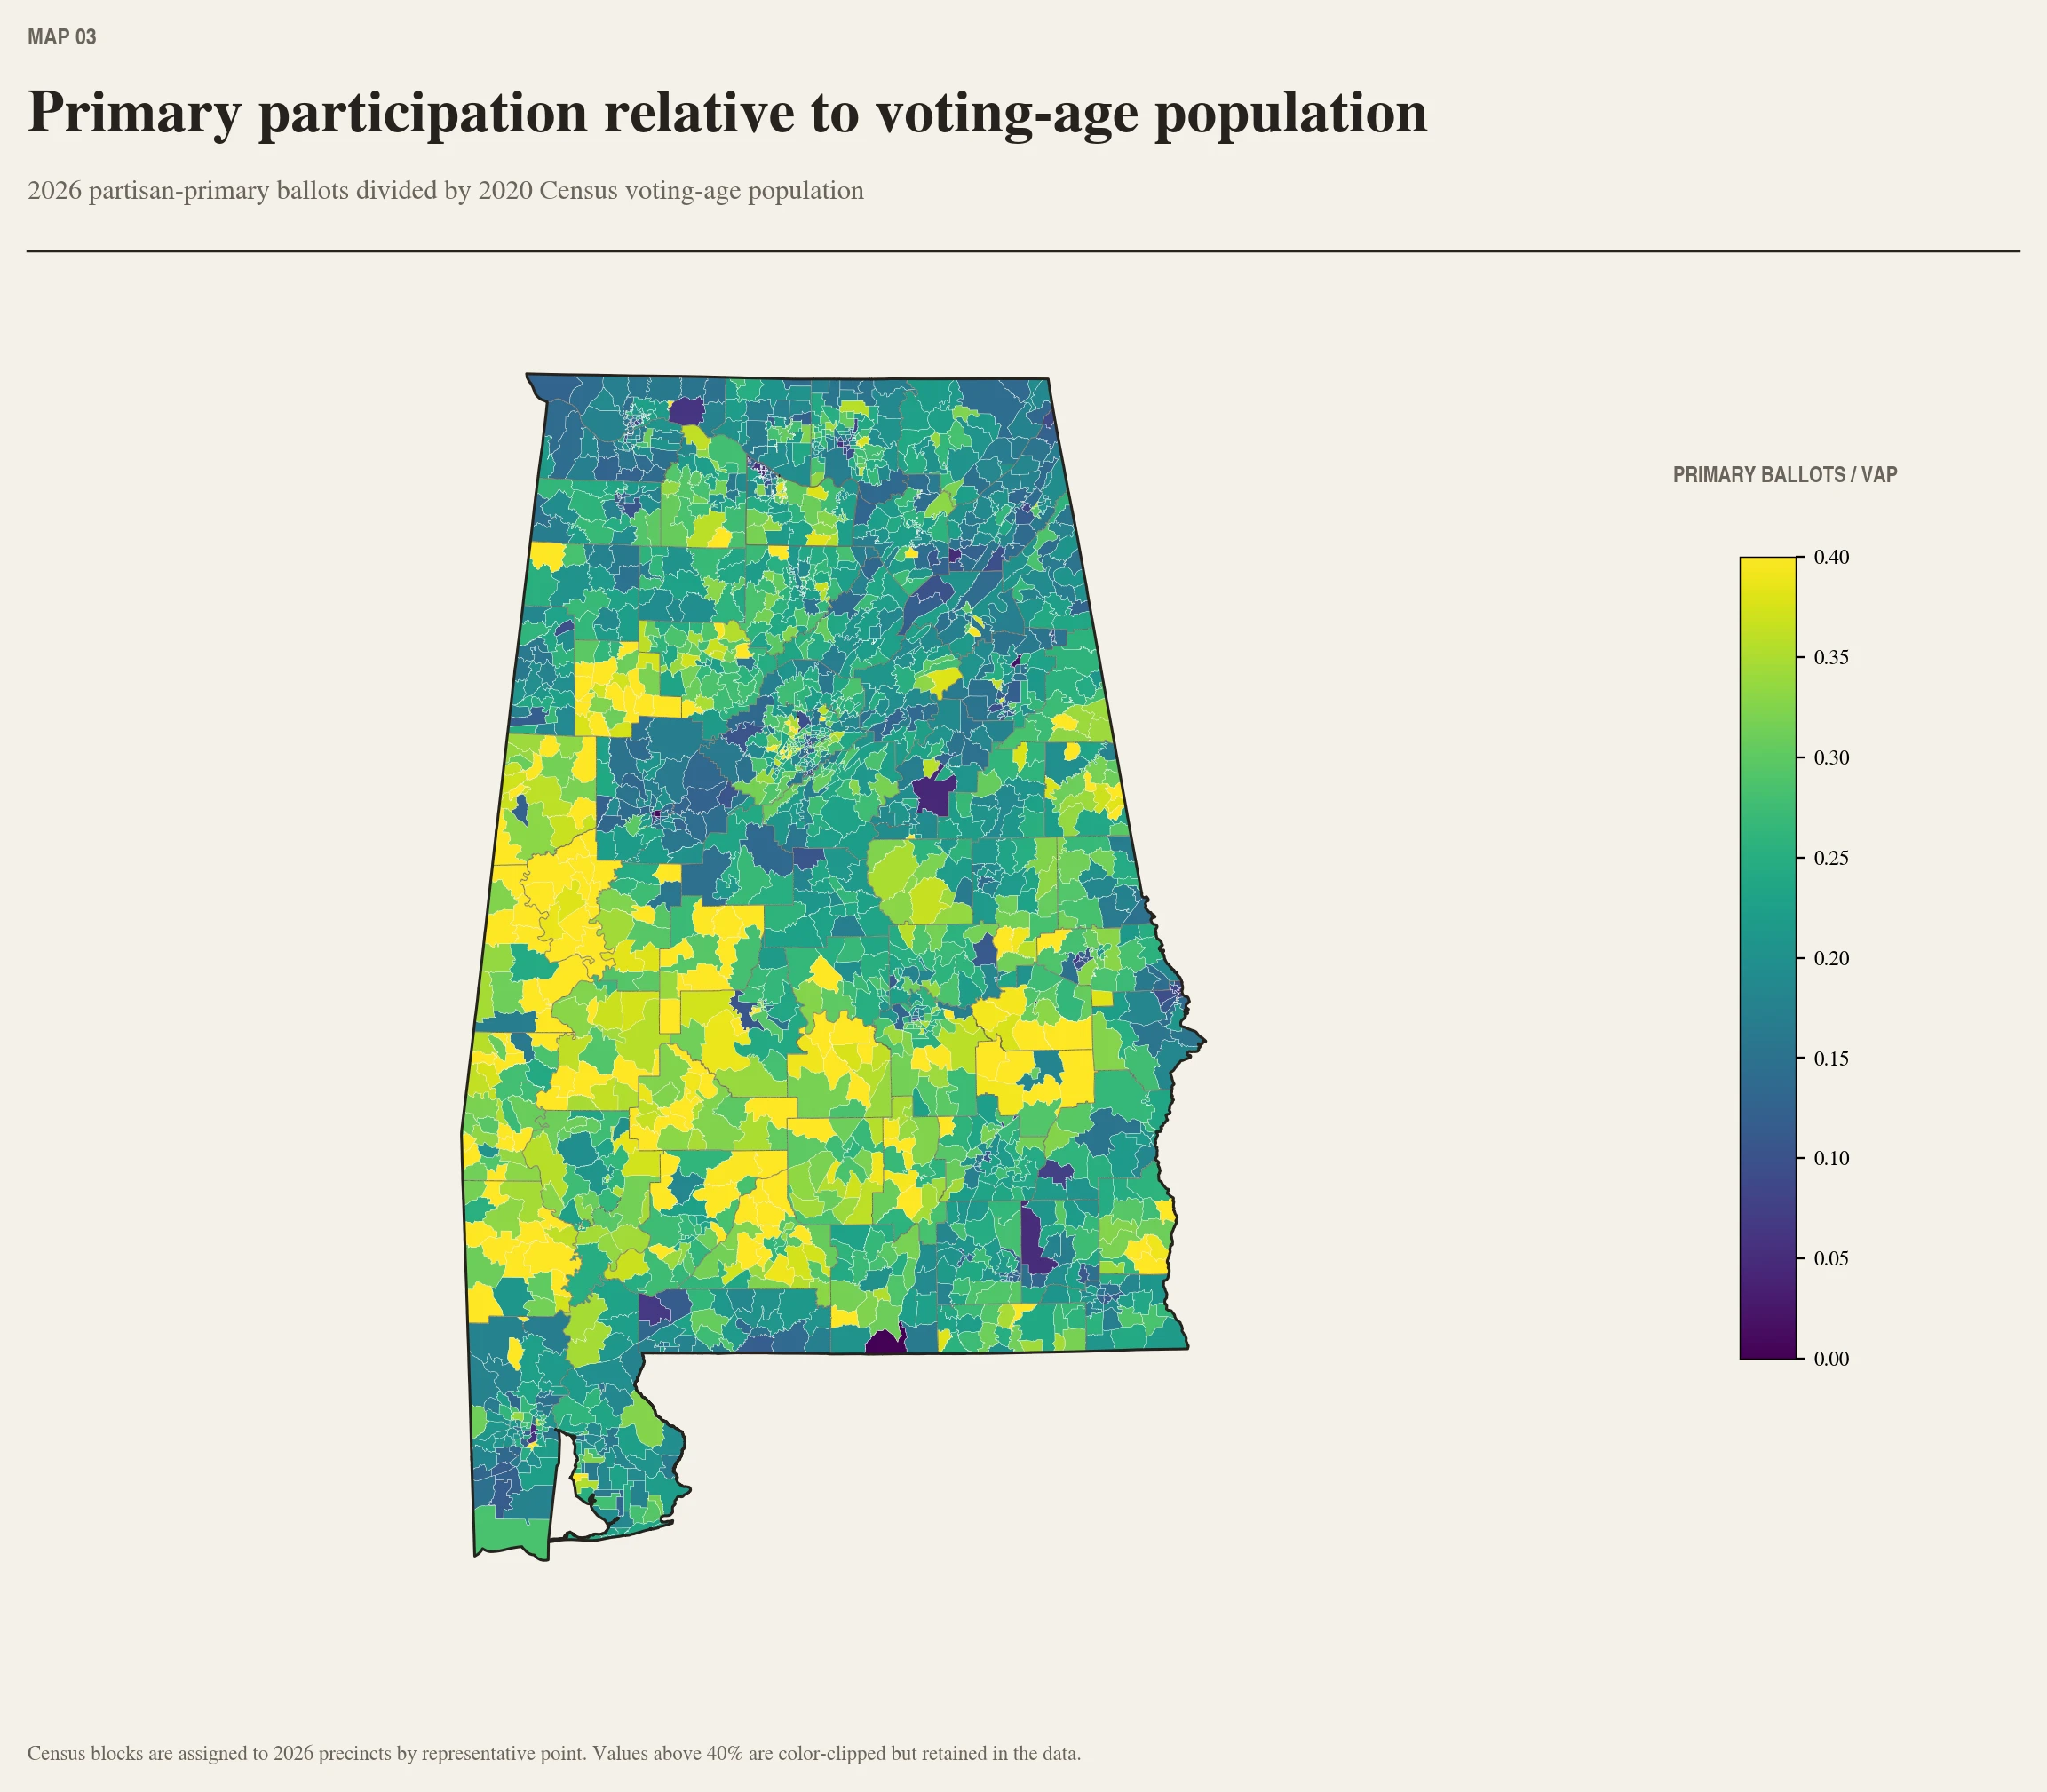 MAP 03
Primary participation relative to voting-age population
2026 partisan-primary ballots divided by 2020 Census voting-age population
PRIMARY BALLOTS / VAP
0.40
0.35
0.30
0.25
0.20
0.15
0.10
0.05
0.00
Census blocks are assigned to 2026 precincts by representative point. Values above 40% are color-clipped but retained in the data.